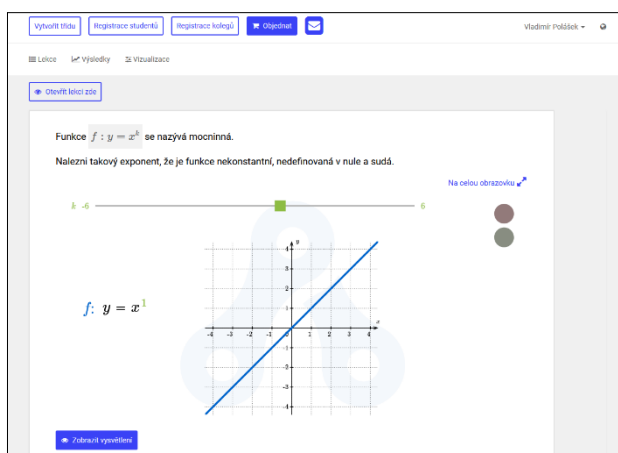 Vytvořit třídu Registrace studentů Registrace kolegů Objednat Vladimír Polášek
Lekce Výsledky Vizualizace
Otevřít lekci zde
Funkce f : y = x^k se nazývá mocninná.
Nalezni takový exponent, že je funkce nekonstantní, nedefinovaná v nule a sudá.
Na celou obrazovku
k: -6 6
y
4
3
2
1
f: y = x^1
x
-4 -3 -2 -1 0 1 2 3 4
-1
-2
-3
-4
Zobrazit vysvětlení